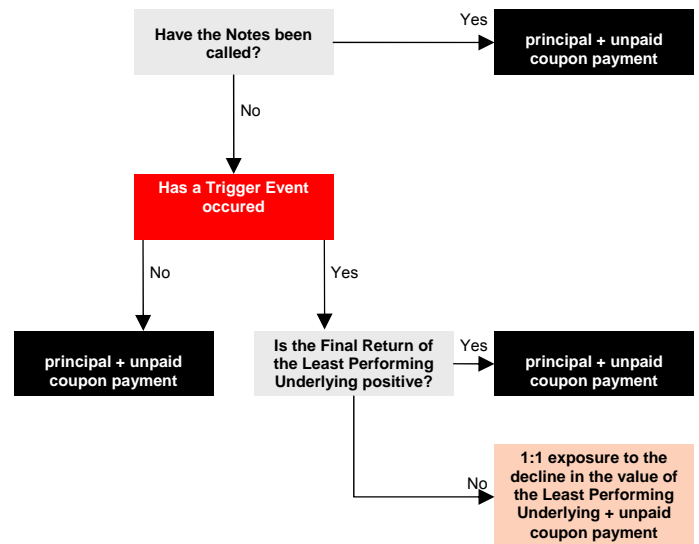 Have the Notes been
called?
Yes
principal + unpaid
coupon payment
No
Has a Trigger Event
occured
No
Yes
principal + unpaid
coupon payment
Is the Final Return of
the Least Performing
Underlying positive?
Yes
principal + unpaid
coupon payment
No
1:1 exposure to the
decline in the value of
the Least Performing
Underlying + unpaid
coupon payment